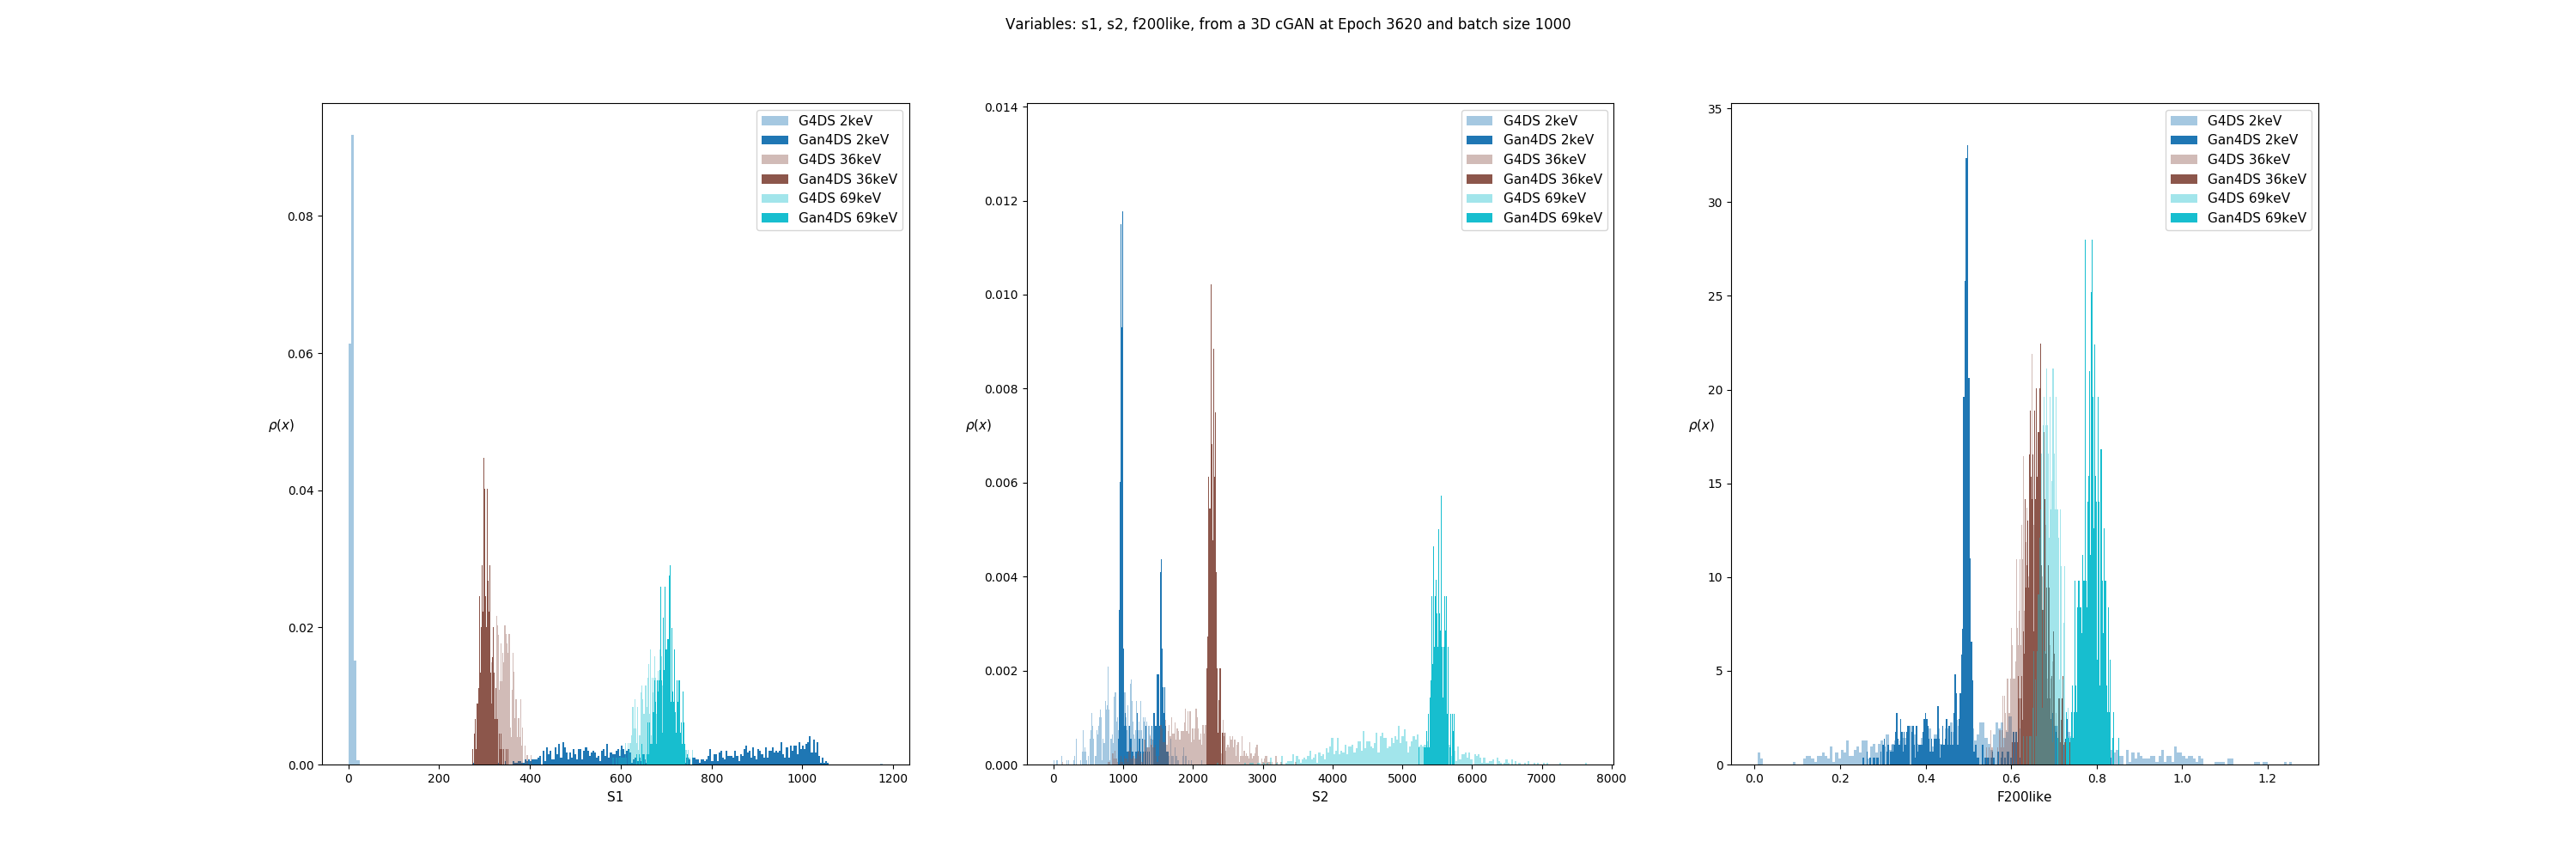 Variables: s1, s2, f200like, from a 3D cGAN at Epoch 3620 and batch size 1000
G4DS 2keV
Gan4DS 2keV
G4DS 36keV
Gan4DS 36keV
G4DS 69keV
Gan4DS 69keV
0.08
0.06
0.04
0.02
0.00
ρ(x)
0
200
400
600
800
1000
1200
S1
G4DS 2keV
Gan4DS 2keV
G4DS 36keV
Gan4DS 36keV
G4DS 69keV
Gan4DS 69keV
0.014
0.012
0.010
0.008
0.006
0.004
0.002
0.000
ρ(x)
0
1000
2000
3000
4000
5000
6000
7000
8000
S2
G4DS 2keV
Gan4DS 2keV
G4DS 36keV
Gan4DS 36keV
G4DS 69keV
Gan4DS 69keV
35
30
25
20
15
10
5
0
ρ(x)
0.0
0.2
0.4
0.6
0.8
1.0
1.2
F200like